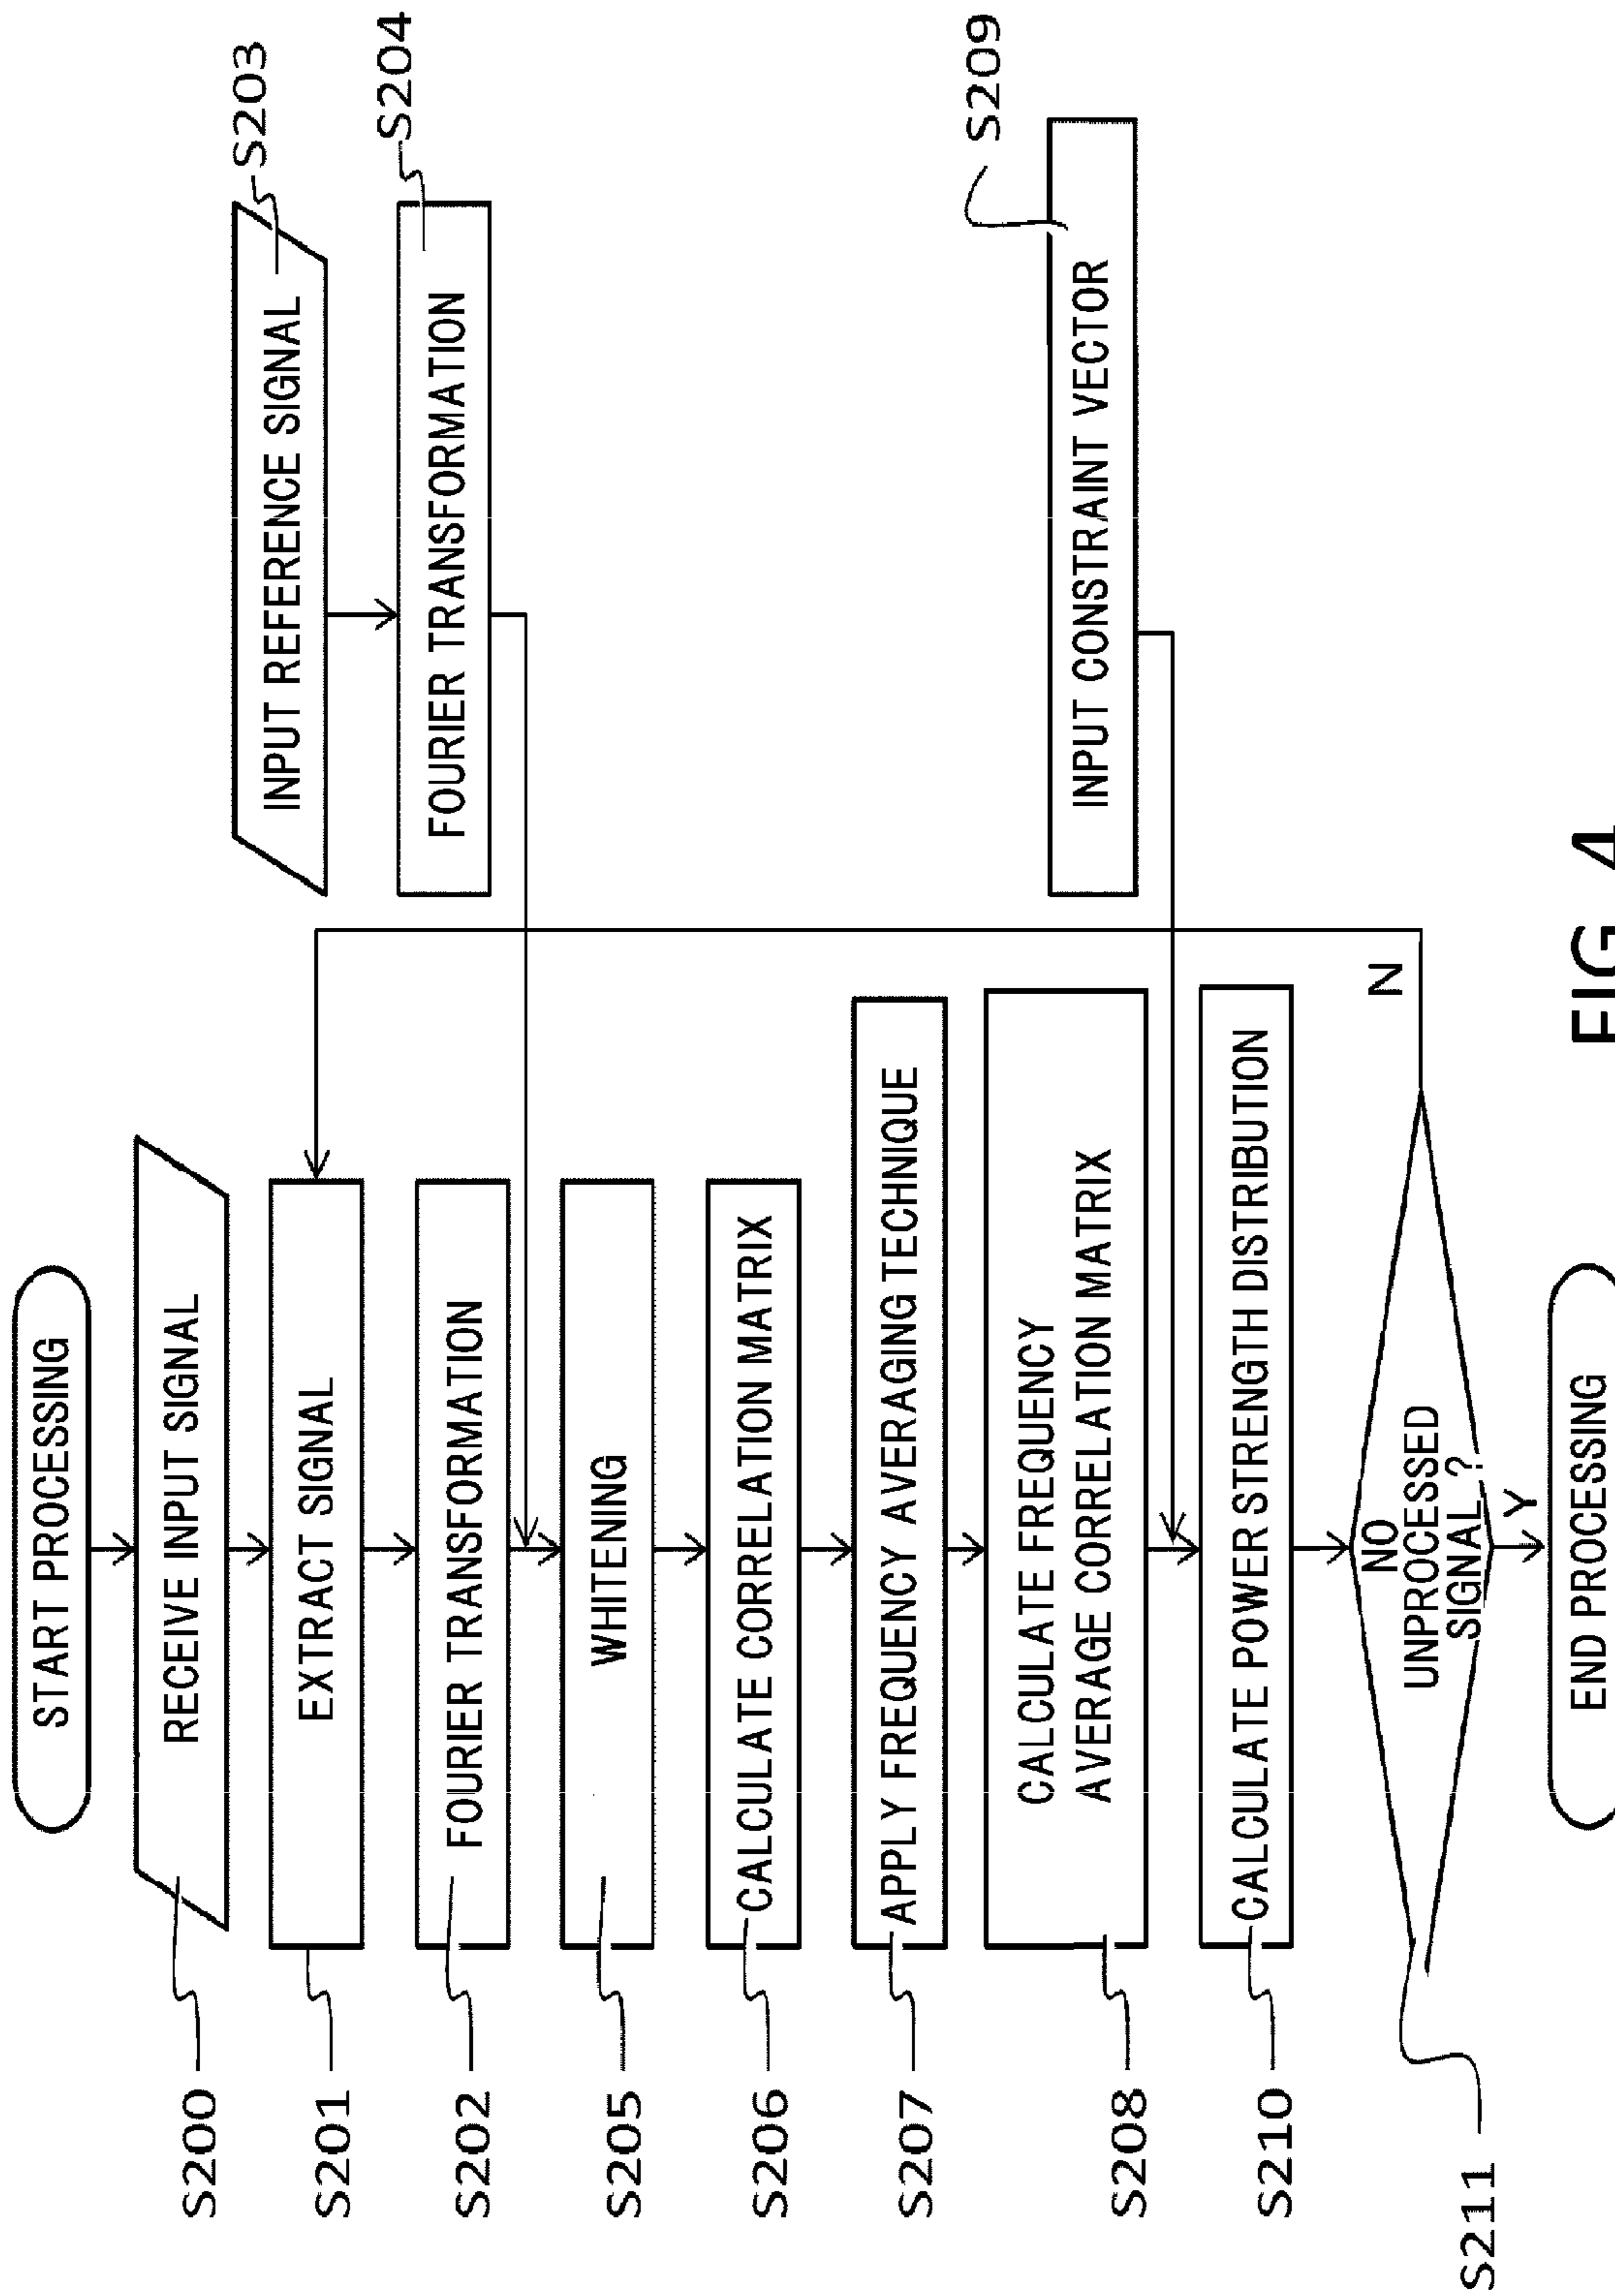 START PROCESSING
S200
RECEIVE INPUT SIGNAL
INPUT REFERENCE SIGNAL
S203
S201
EXTRACT SIGNAL
S202
FOURIER TRANSFORMATION
FOURIER TRANSFORMATION
S204
S205
WHITENING
S206
CALCULATE CORRELATION MATRIX
S207
APPLY FREQUENCY AVERAGING TECHNIQUE
S208
CALCULATE FREQUENCY
AVERAGE CORRELATION MATRIX
INPUT CONSTRAINT VECTOR
S209
S210
CALCULATE POWER STRENGTH DISTRIBUTION
S211
NO
UNPROCESSED
SIGNAL ?
N
Y
END PROCESSING
FIG. 4